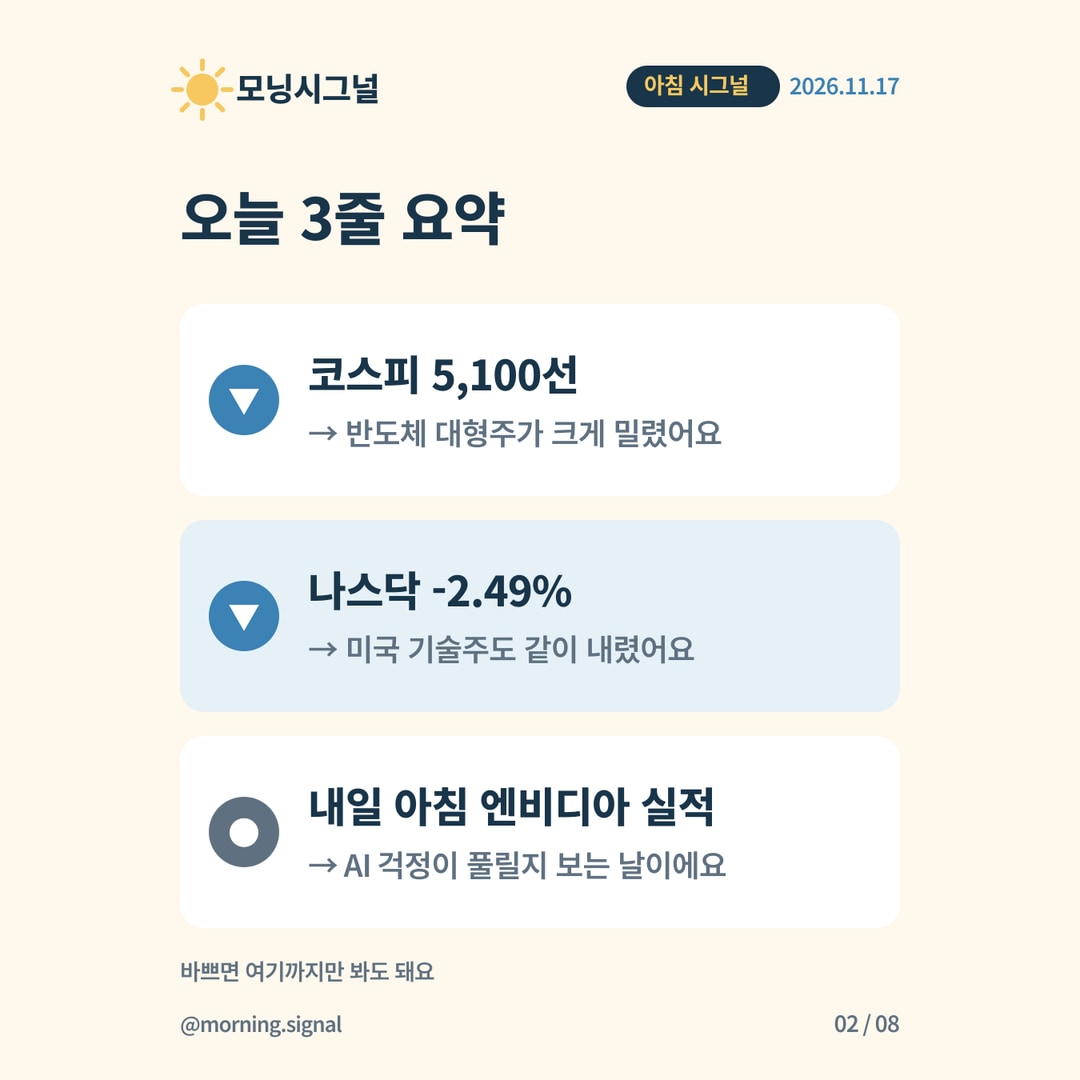 모닝시그널
아침 시그널 2026.11.17
오늘 3줄 요약
코스피 5,100선
→ 반도체 대형주가 크게 밀렸어요
나스닥 -2.49%
→ 미국 기술주도 같이 내렸어요
내일 아침 엔비디아 실적
→ AI 걱정이 풀릴지 보는 날이에요
바쁘면 여기까지만 봐도 돼요
@morning.signal
02 / 08